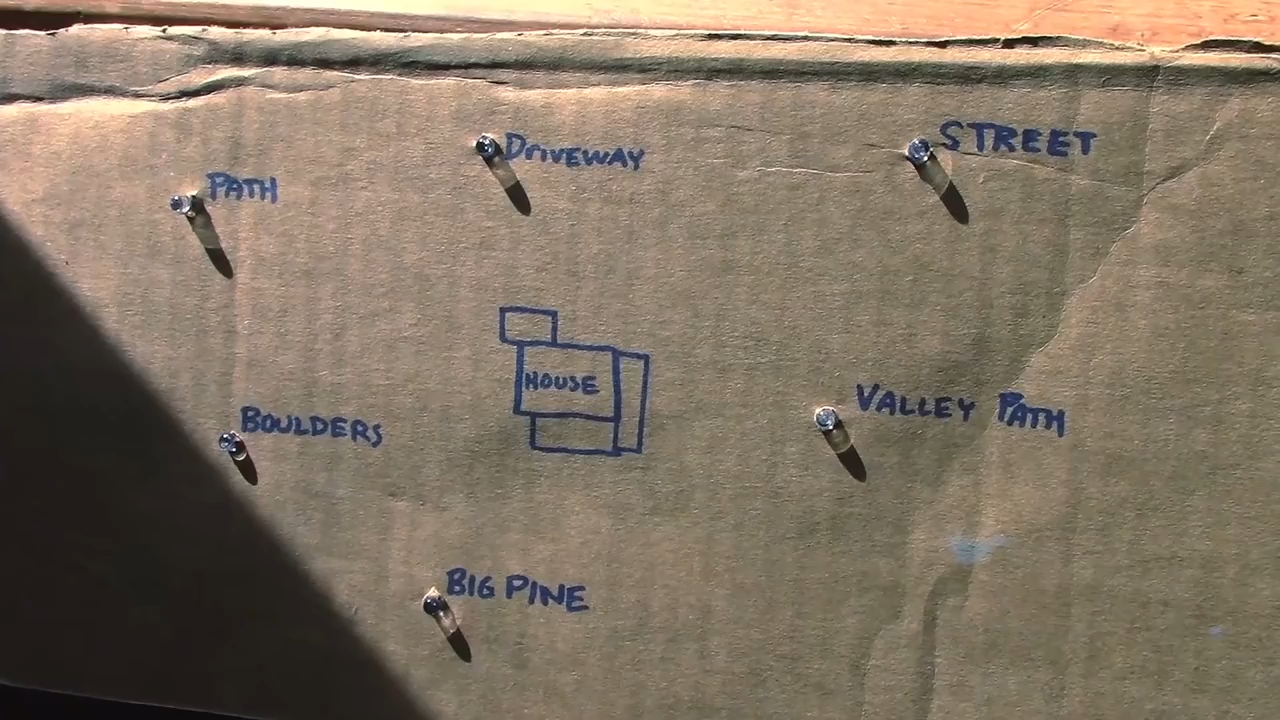 DRIVEWAY
STREET
PATH
HOUSE
VALLEY PATH
BOULDERS
BIG PINE